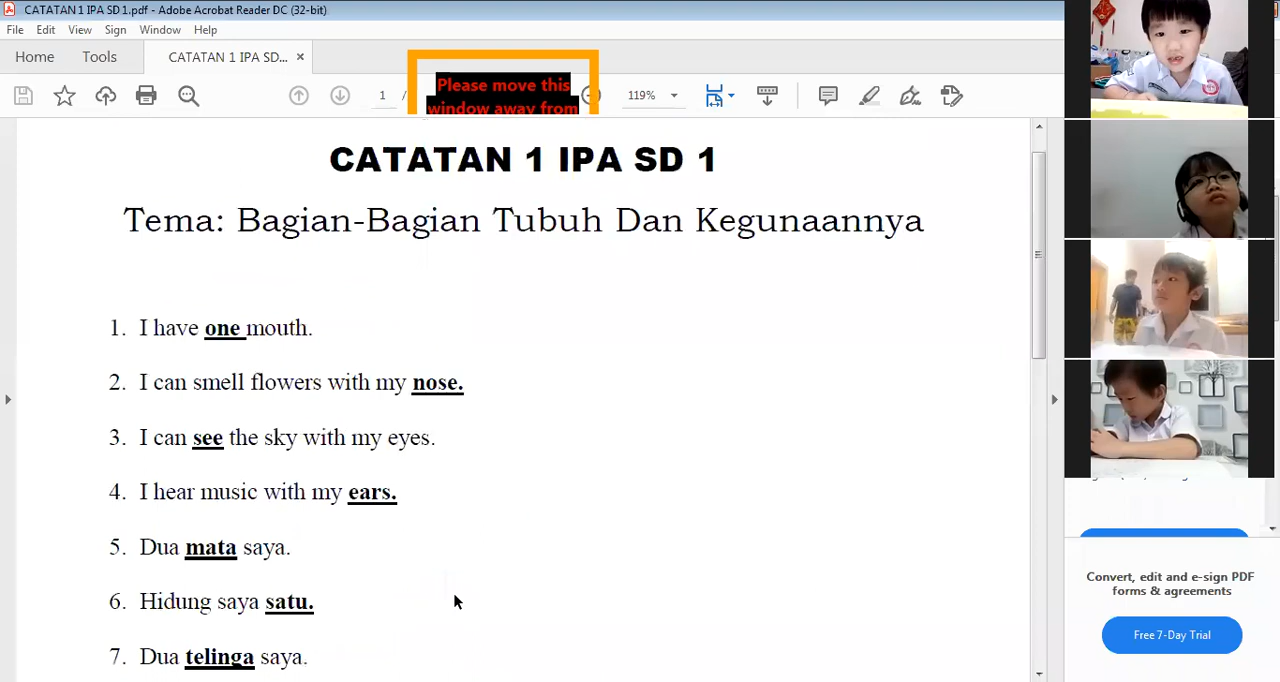 CATATAN 1 IPA SD 1.pdf - Adobe Acrobat Reader DC (32-bit)
File Edit View Sign Window Help
Home Tools CATATAN 1 IPA SD... ×
Please move this
window away from
1 /
119%
CATATAN 1 IPA SD 1
Tema: Bagian-Bagian Tubuh Dan Kegunaannya
1. I have one mouth.
2. I can smell flowers with my nose.
3. I can see the sky with my eyes.
4. I hear music with my ears.
5. Dua mata saya.
6. Hidung saya satu.
7. Dua telinga saya.
Convert, edit and e-sign PDF
forms & agreements
Free 7-Day Trial